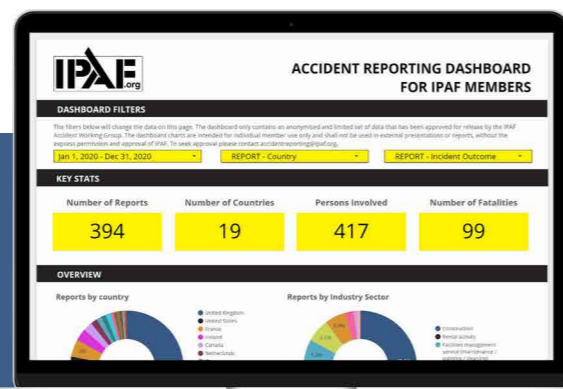 IPAF.org
ACCIDENT REPORTING DASHBOARD
FOR IPAF MEMBERS
DASHBOARD FILTERS
The filters below will change the data on this page. The dashboard only contains an anonymised and limited set of data that has been approved for release by the IPAF
Accident Working Group. The dashboard charts are intended for individual member use only and shall not be used in external presentations or reports, without the
express permission and approval of IPAF. To seek approval please contact accidentreporting@ipaf.org.
Jan 1, 2020 - Dec 31, 2020
REPORT - Country
REPORT - Incident Outcome
KEY STATS
Number of Reports
Number of Countries
Persons Involved
Number of Fatalities
394
19
417
99
OVERVIEW
Reports by country
Reports by Industry Sector
United Kingdom
United States
France
Ireland
Canada
Netherlands
Construction
Rental activity
Facilities management